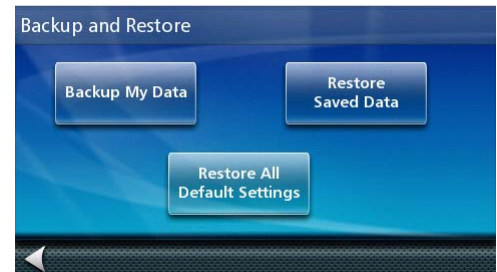 Backup and Restore
Backup My Data
Restore
Saved Data
Restore All
Default Settings